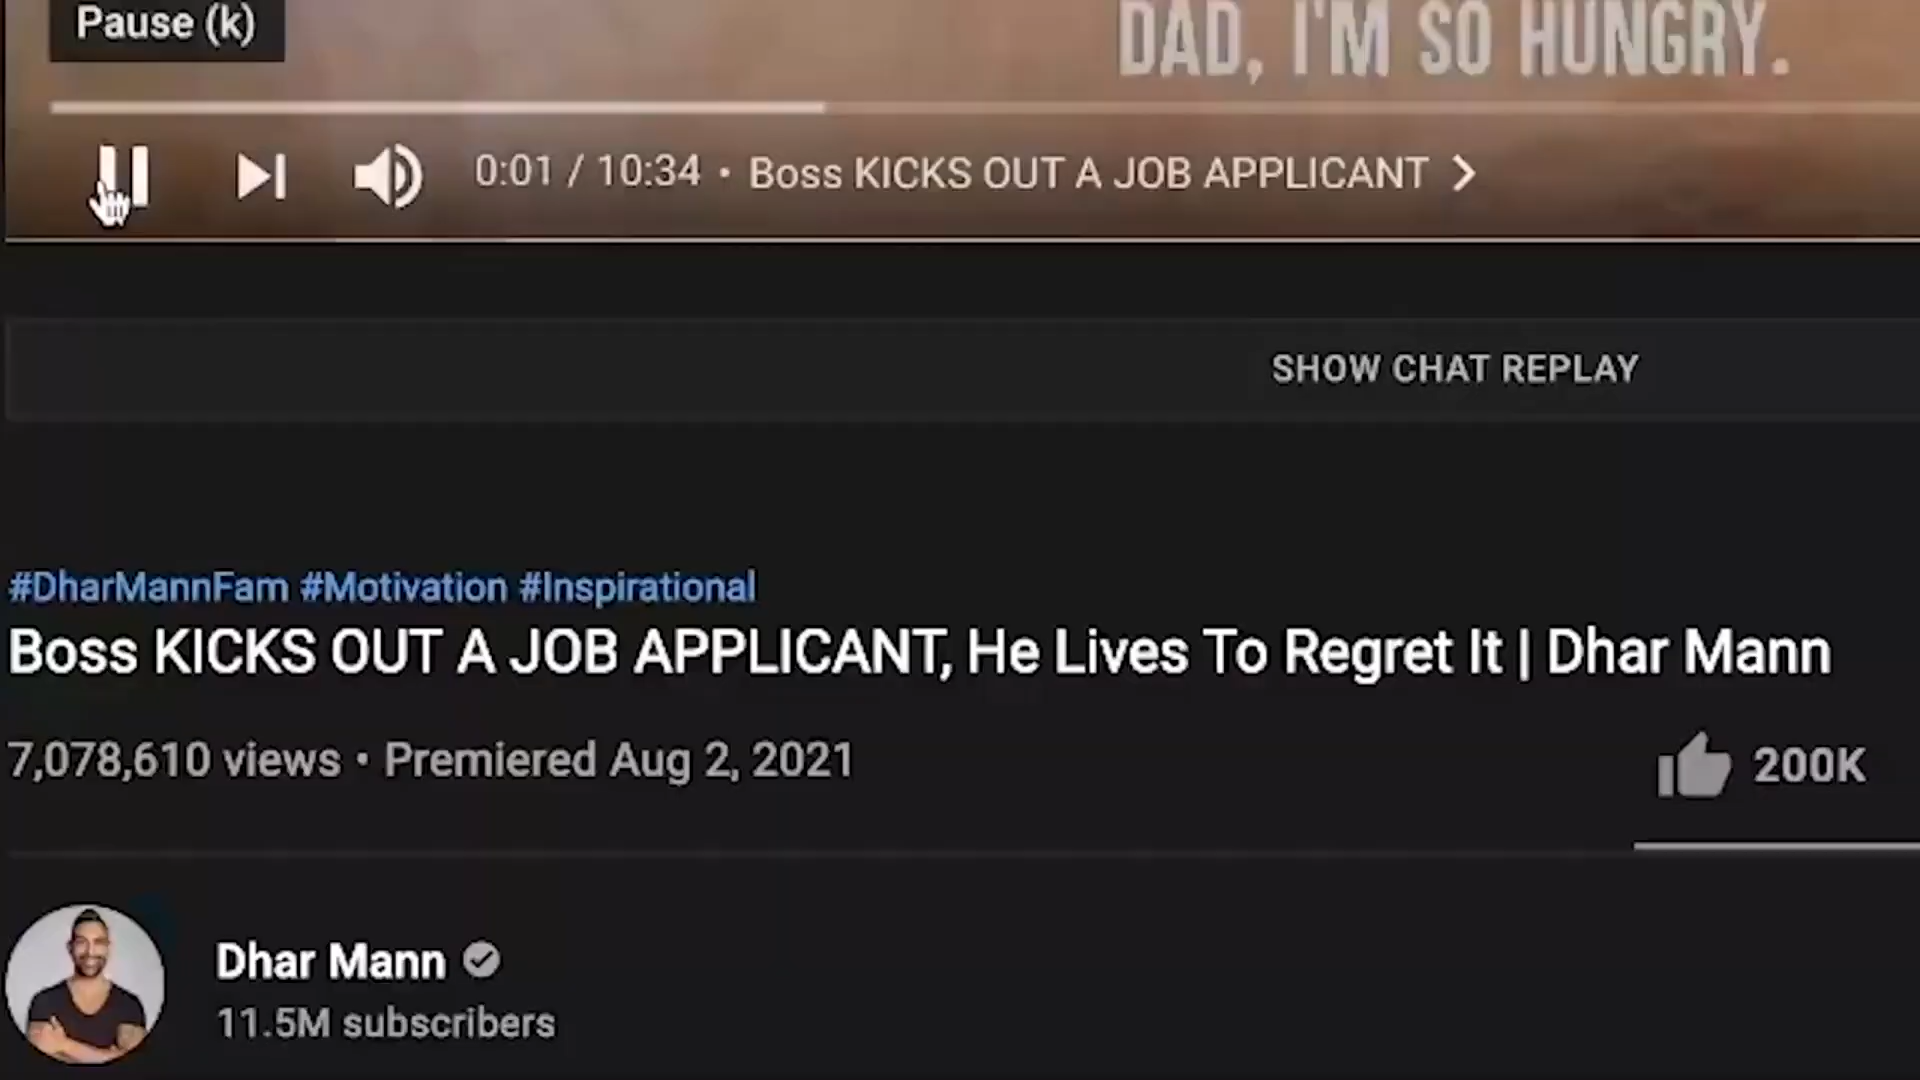 Pause (k)
DAD, I'M SO HUNGRY.
0:01 / 10:34 • Boss KICKS OUT A JOB APPLICANT
SHOW CHAT REPLAY
#DharMannFam #Motivation #Inspirational
Boss KICKS OUT A JOB APPLICANT, He Lives To Regret It | Dhar Mann
7,078,610 views • Premiered Aug 2, 2021
200K
Dhar Mann
11.5M subscribers